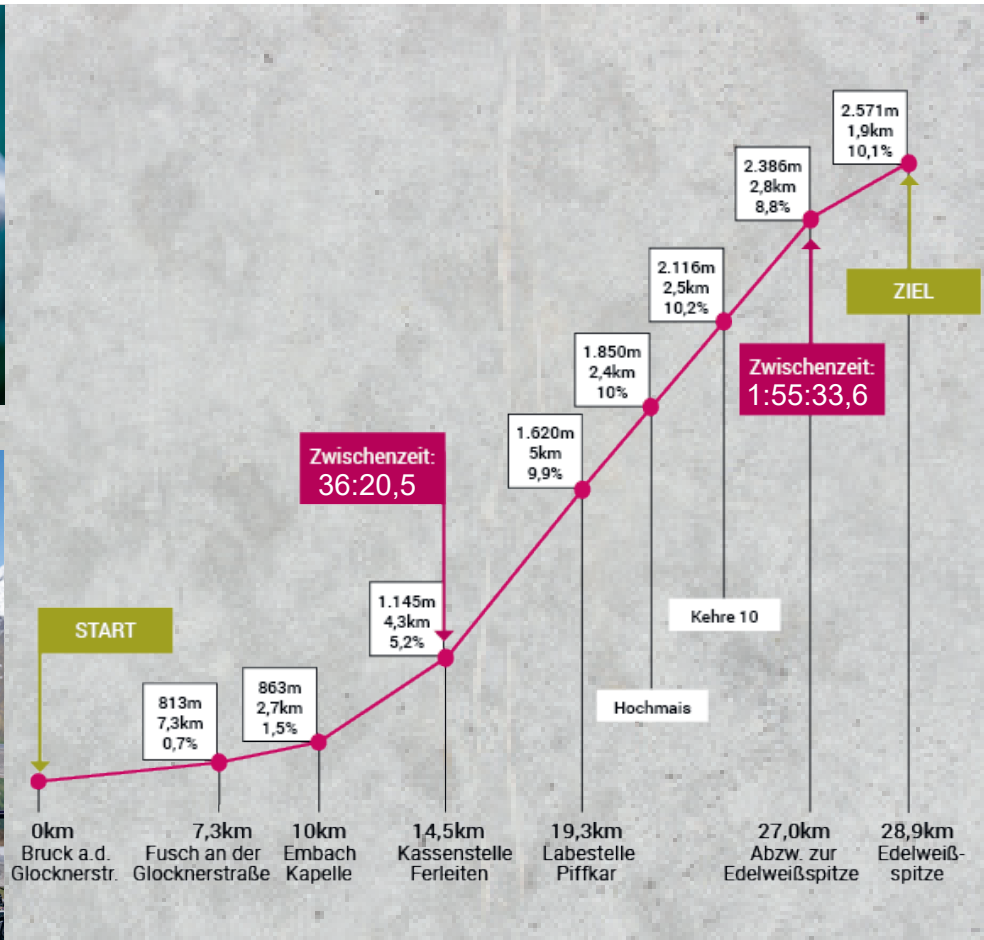 START
813m
7,3km
0,7%
863m
2,7km
1,5%
Zwischenzeit:
36:20,5
1.145m
4,3km
5,2%
1.620m
5km
9,9%
1.850m
2,4km
10%
2.116m
2,5km
10,2%
2.386m
2,8km
8,8%
2.571m
1,9km
10,1%
ZIEL
Zwischenzeit:
1:55:33,6
Kehre 10
Hochmais
0km
Bruck a.d.
Glocknerstr.
7,3km
Fusch an der
Glocknerstraße
10km
Embach
Kapelle
14,5km
Kassenstelle
Ferleiten
19,3km
Labestelle
Piffkar
27,0km
Abzw. zur
Edelweißspitze
28,9km
Edelweiß-
spitze